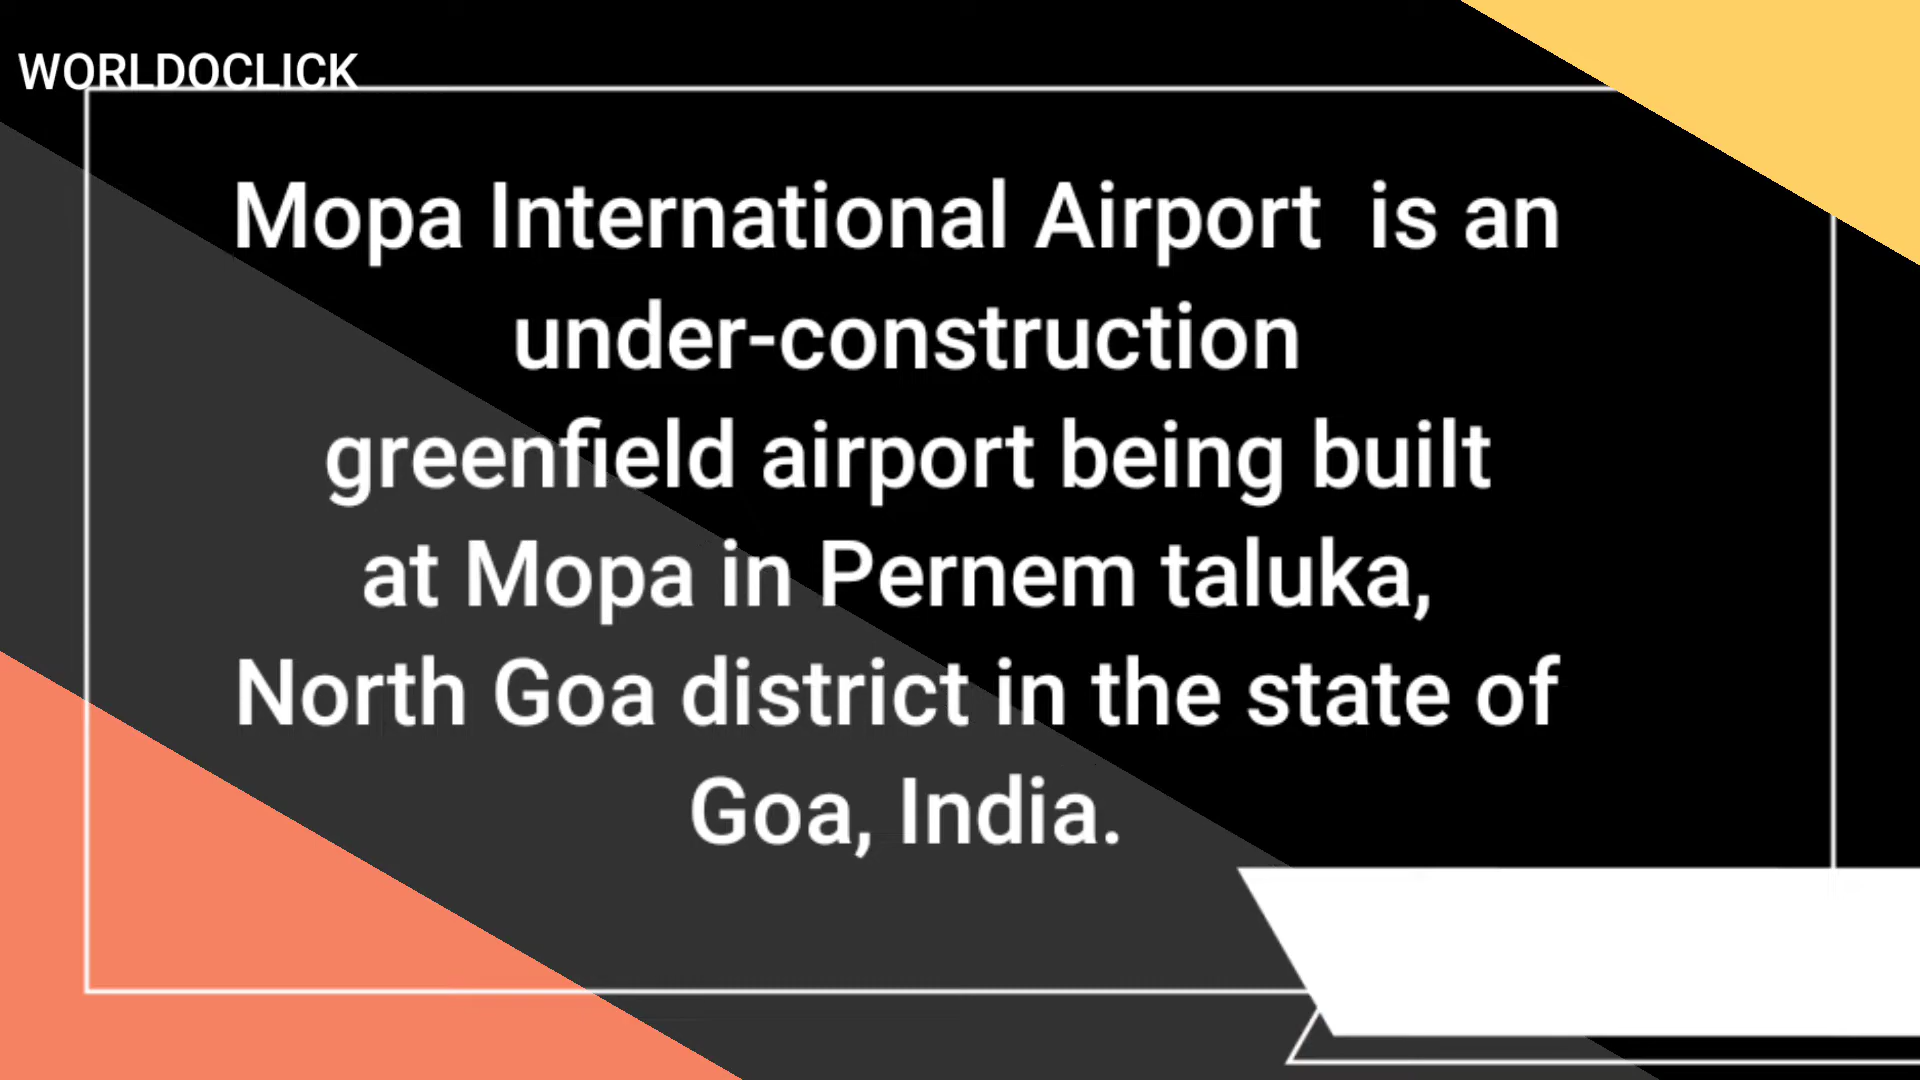 WORLDOCLICK
Mopa International Airport  is an
under-construction
greenfield airport being built
at Mopa in Pernem taluka,
North Goa district in the state of
Goa, India.